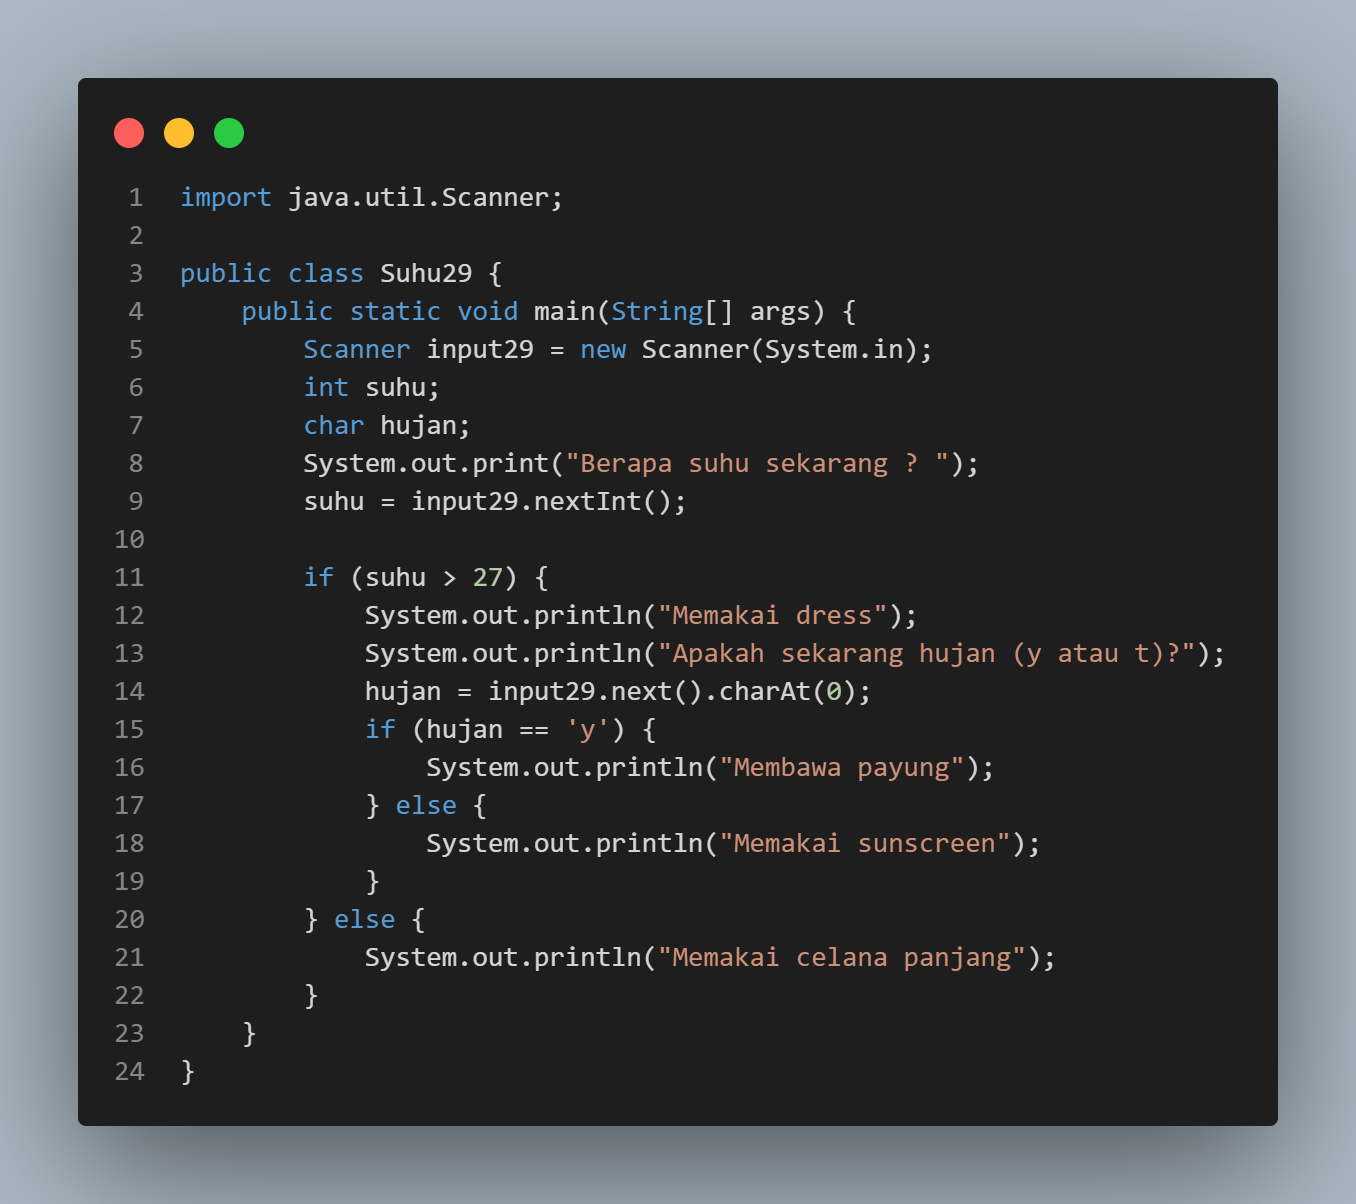 1 import java.util.Scanner;
2
3 public class Suhu29 {
4     public static void main(String[] args) {
5         Scanner input29 = new Scanner(System.in);
6         int suhu;
7         char hujan;
8         System.out.print("Berapa suhu sekarang ? ");
9         suhu = input29.nextInt();
10
11         if (suhu > 27) {
12             System.out.println("Memakai dress");
13             System.out.println("Apakah sekarang hujan (y atau t)?");
14             hujan = input29.next().charAt(0);
15             if (hujan == 'y') {
16                 System.out.println("Membawa payung");
17             } else {
18                 System.out.println("Memakai sunscreen");
19             }
20         } else {
21             System.out.println("Memakai celana panjang");
22         }
23     }
24 }